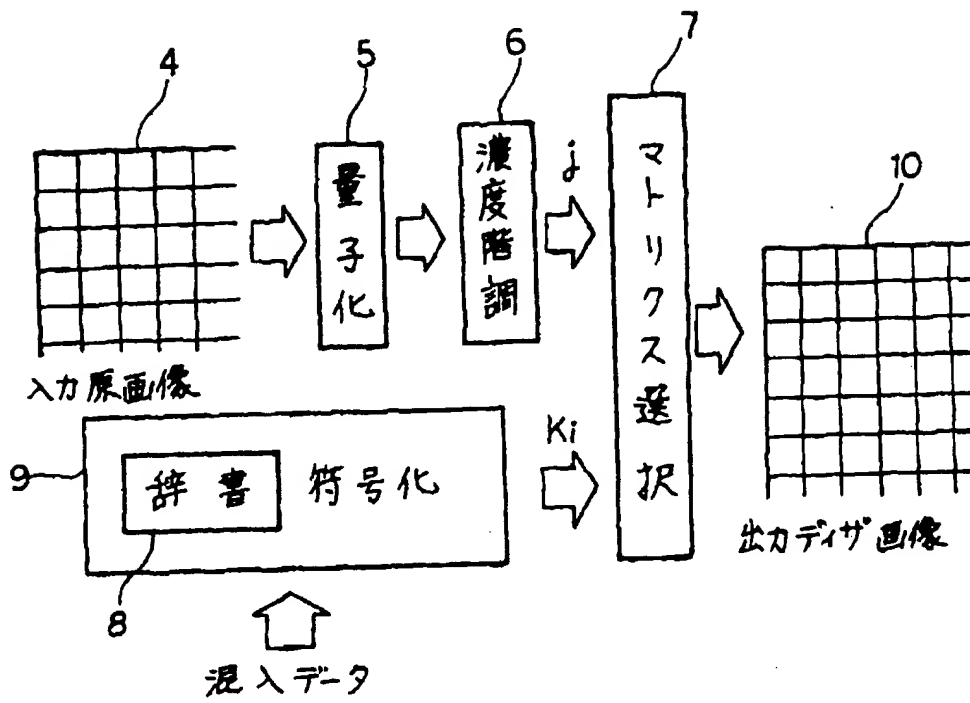 4
5
6
7
10
量子化
濃度階調
j
マトリクス選択
入力原画像
Ki
9
辞書
符号化
8
出力ディザ画像
混入データ